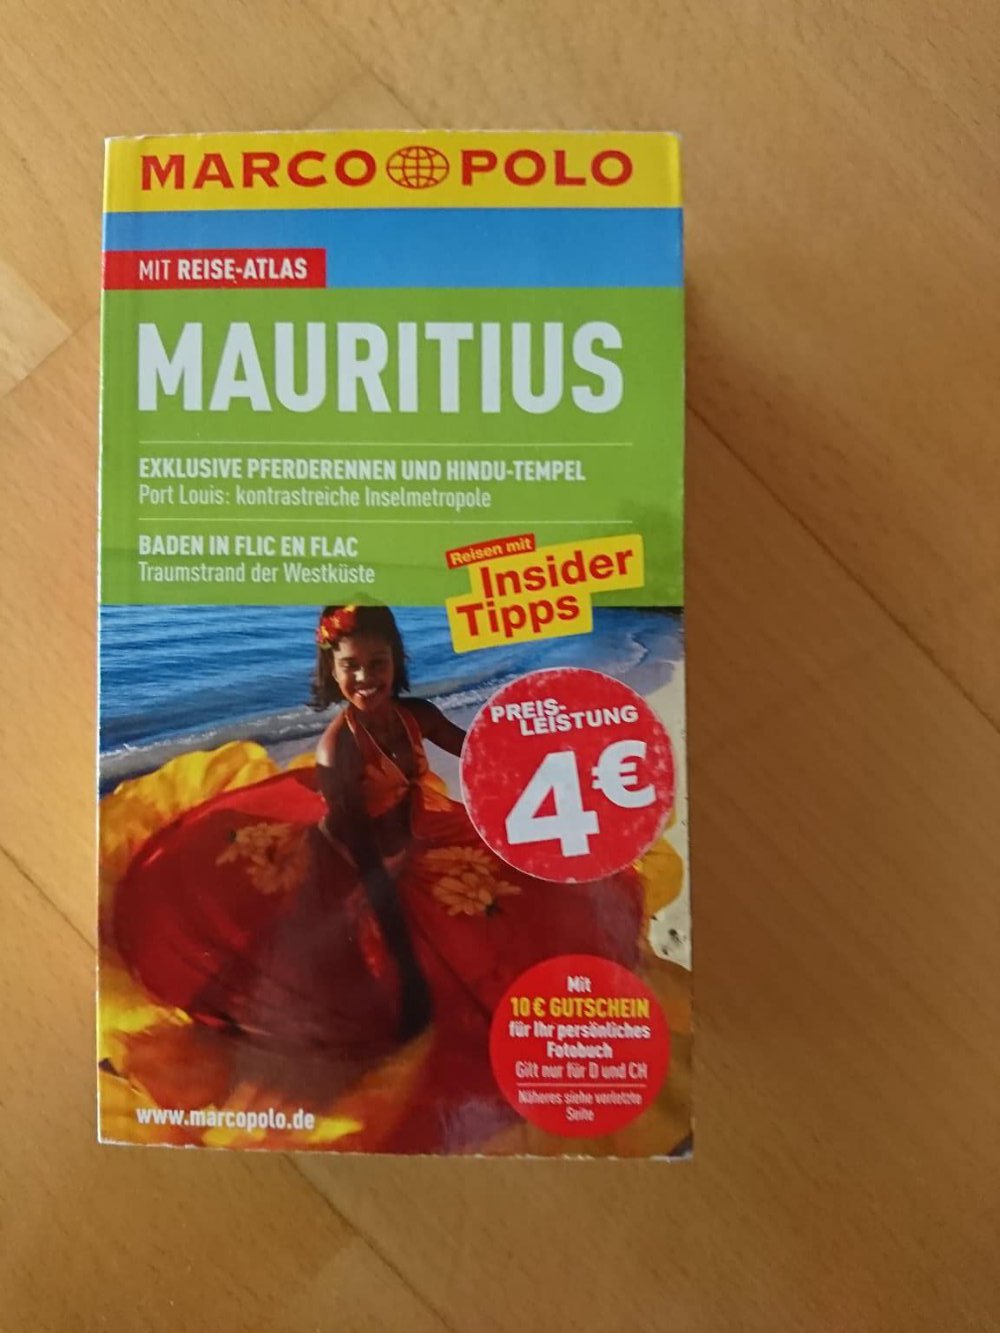 MARCO POLO
MIT REISE-ATLAS
MAURITIUS
EXKLUSIVE PFERDERENNEN UND HINDU-TEMPEL
Port Louis: kontrastreiche Inselmetropole
BADEN IN FLIC EN FLAC
Traumstrand der Westküste
Reisen mit
Insider
Tipps
PREIS-
LEISTUNG
4€
Mit
10 € GUTSCHEIN
für Ihr persönliches
Fotobuch
Gilt nur für D und CH
Näheres siehe vorletzte
Seite
www.marcopolo.de